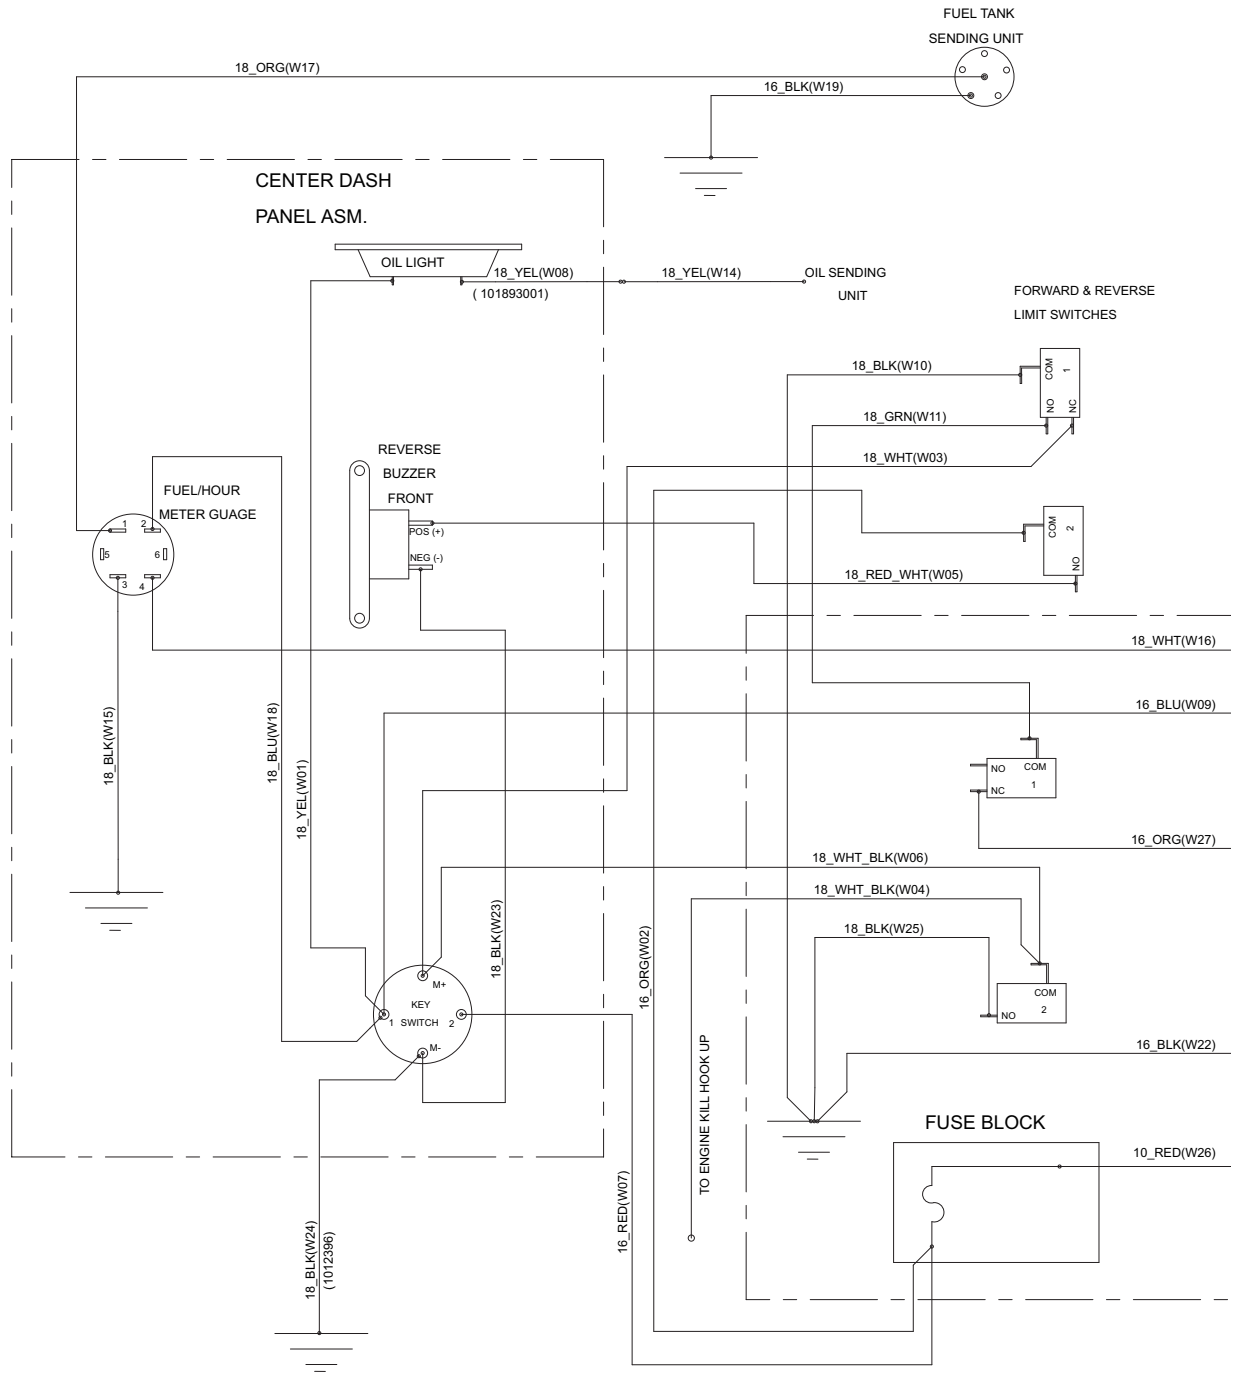 FUEL TANK
SENDING UNIT
18_ORG(W17)
16_BLK(W19)
CENTER DASH
PANEL ASM.
OIL LIGHT
18_YEL(W08)
( 101893001)
18_YEL(W14)
OIL SENDING
UNIT
FORWARD & REVERSE
LIMIT SWITCHES
18_BLK(W10)
COM
1
NO
NC
18_GRN(W11)
18_WHT(W03)
REVERSE
BUZZER
FRONT
POS (+)
NEG (-)
FUEL/HOUR
METER GUAGE
1
2
5
6
3
4
COM
2
NO
18_RED_WHT(W05)
18_WHT(W16)
16_BLU(W09)
18_BLK(W15)
18_BLU(W18)
18_YEL(W01)
NO
COM
NC
1
16_ORG(W27)
18_WHT_BLK(W06)
18_WHT_BLK(W04)
18_BLK(W25)
18_BLK(W23)
16_ORG(W02)
M+
KEY
1
SWITCH
2
M-
COM
NO
2
16_BLK(W22)
TO ENGINE KILL HOOK UP
FUSE BLOCK
10_RED(W26)
16_RED(W07)
18_BLK(W24)
(1012396)